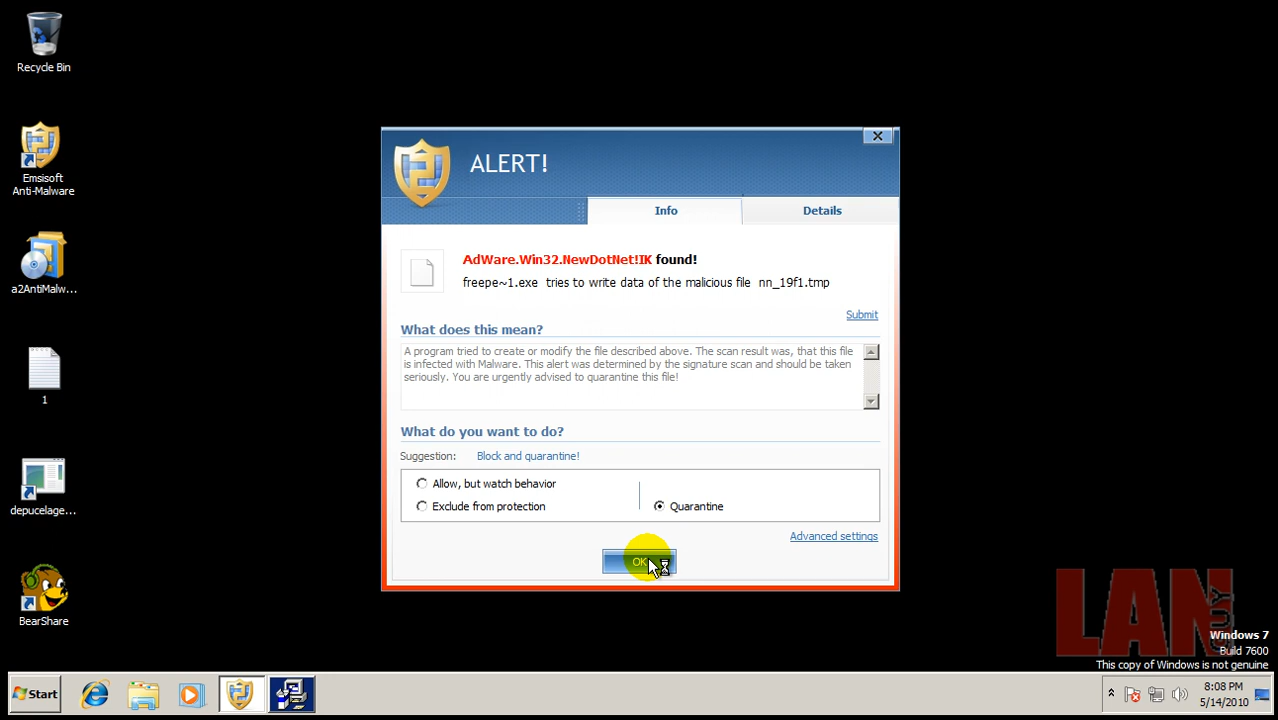 Recycle Bin
Emsisoft
Anti-Malware
a2AntiMalw...
1
depucelage...
BearShare
ALERT!
Info
Details
AdWare.Win32.NewDotNet!IK found!
freepe~1.exe tries to write data of the malicious file nn_19f1.tmp
Submit
What does this mean?
A program tried to create or modify the file described above. The scan result was, that this file
is infected with Malware. This alert was determined by the signature scan and should be taken
seriously. You are urgently advised to quarantine this file!
What do you want to do?
Suggestion: Block and quarantine!
Allow, but watch behavior
Exclude from protection
Quarantine
Advanced settings
OK
LAN
GUY
Windows 7
Build 7600
This copy of Windows is not genuine
Start
8:08 PM
5/14/2010